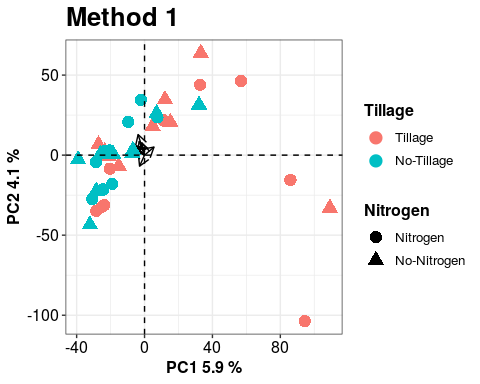 Method 1
50
0
-50
-100
-40
0
40
80
PC1 5.9 %
PC2 4.1 %
Tillage
Tillage
No-Tillage
Nitrogen
Nitrogen
No-Nitrogen